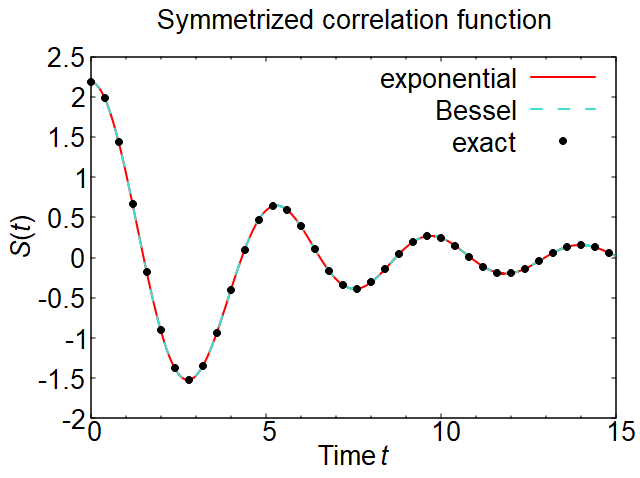 Symmetrized correlation function
2.5
2
1.5
1
0.5
0
-0.5
-1
-1.5
-2
S(t)
exponential
Bessel
exact
0 5 10 15
Time t